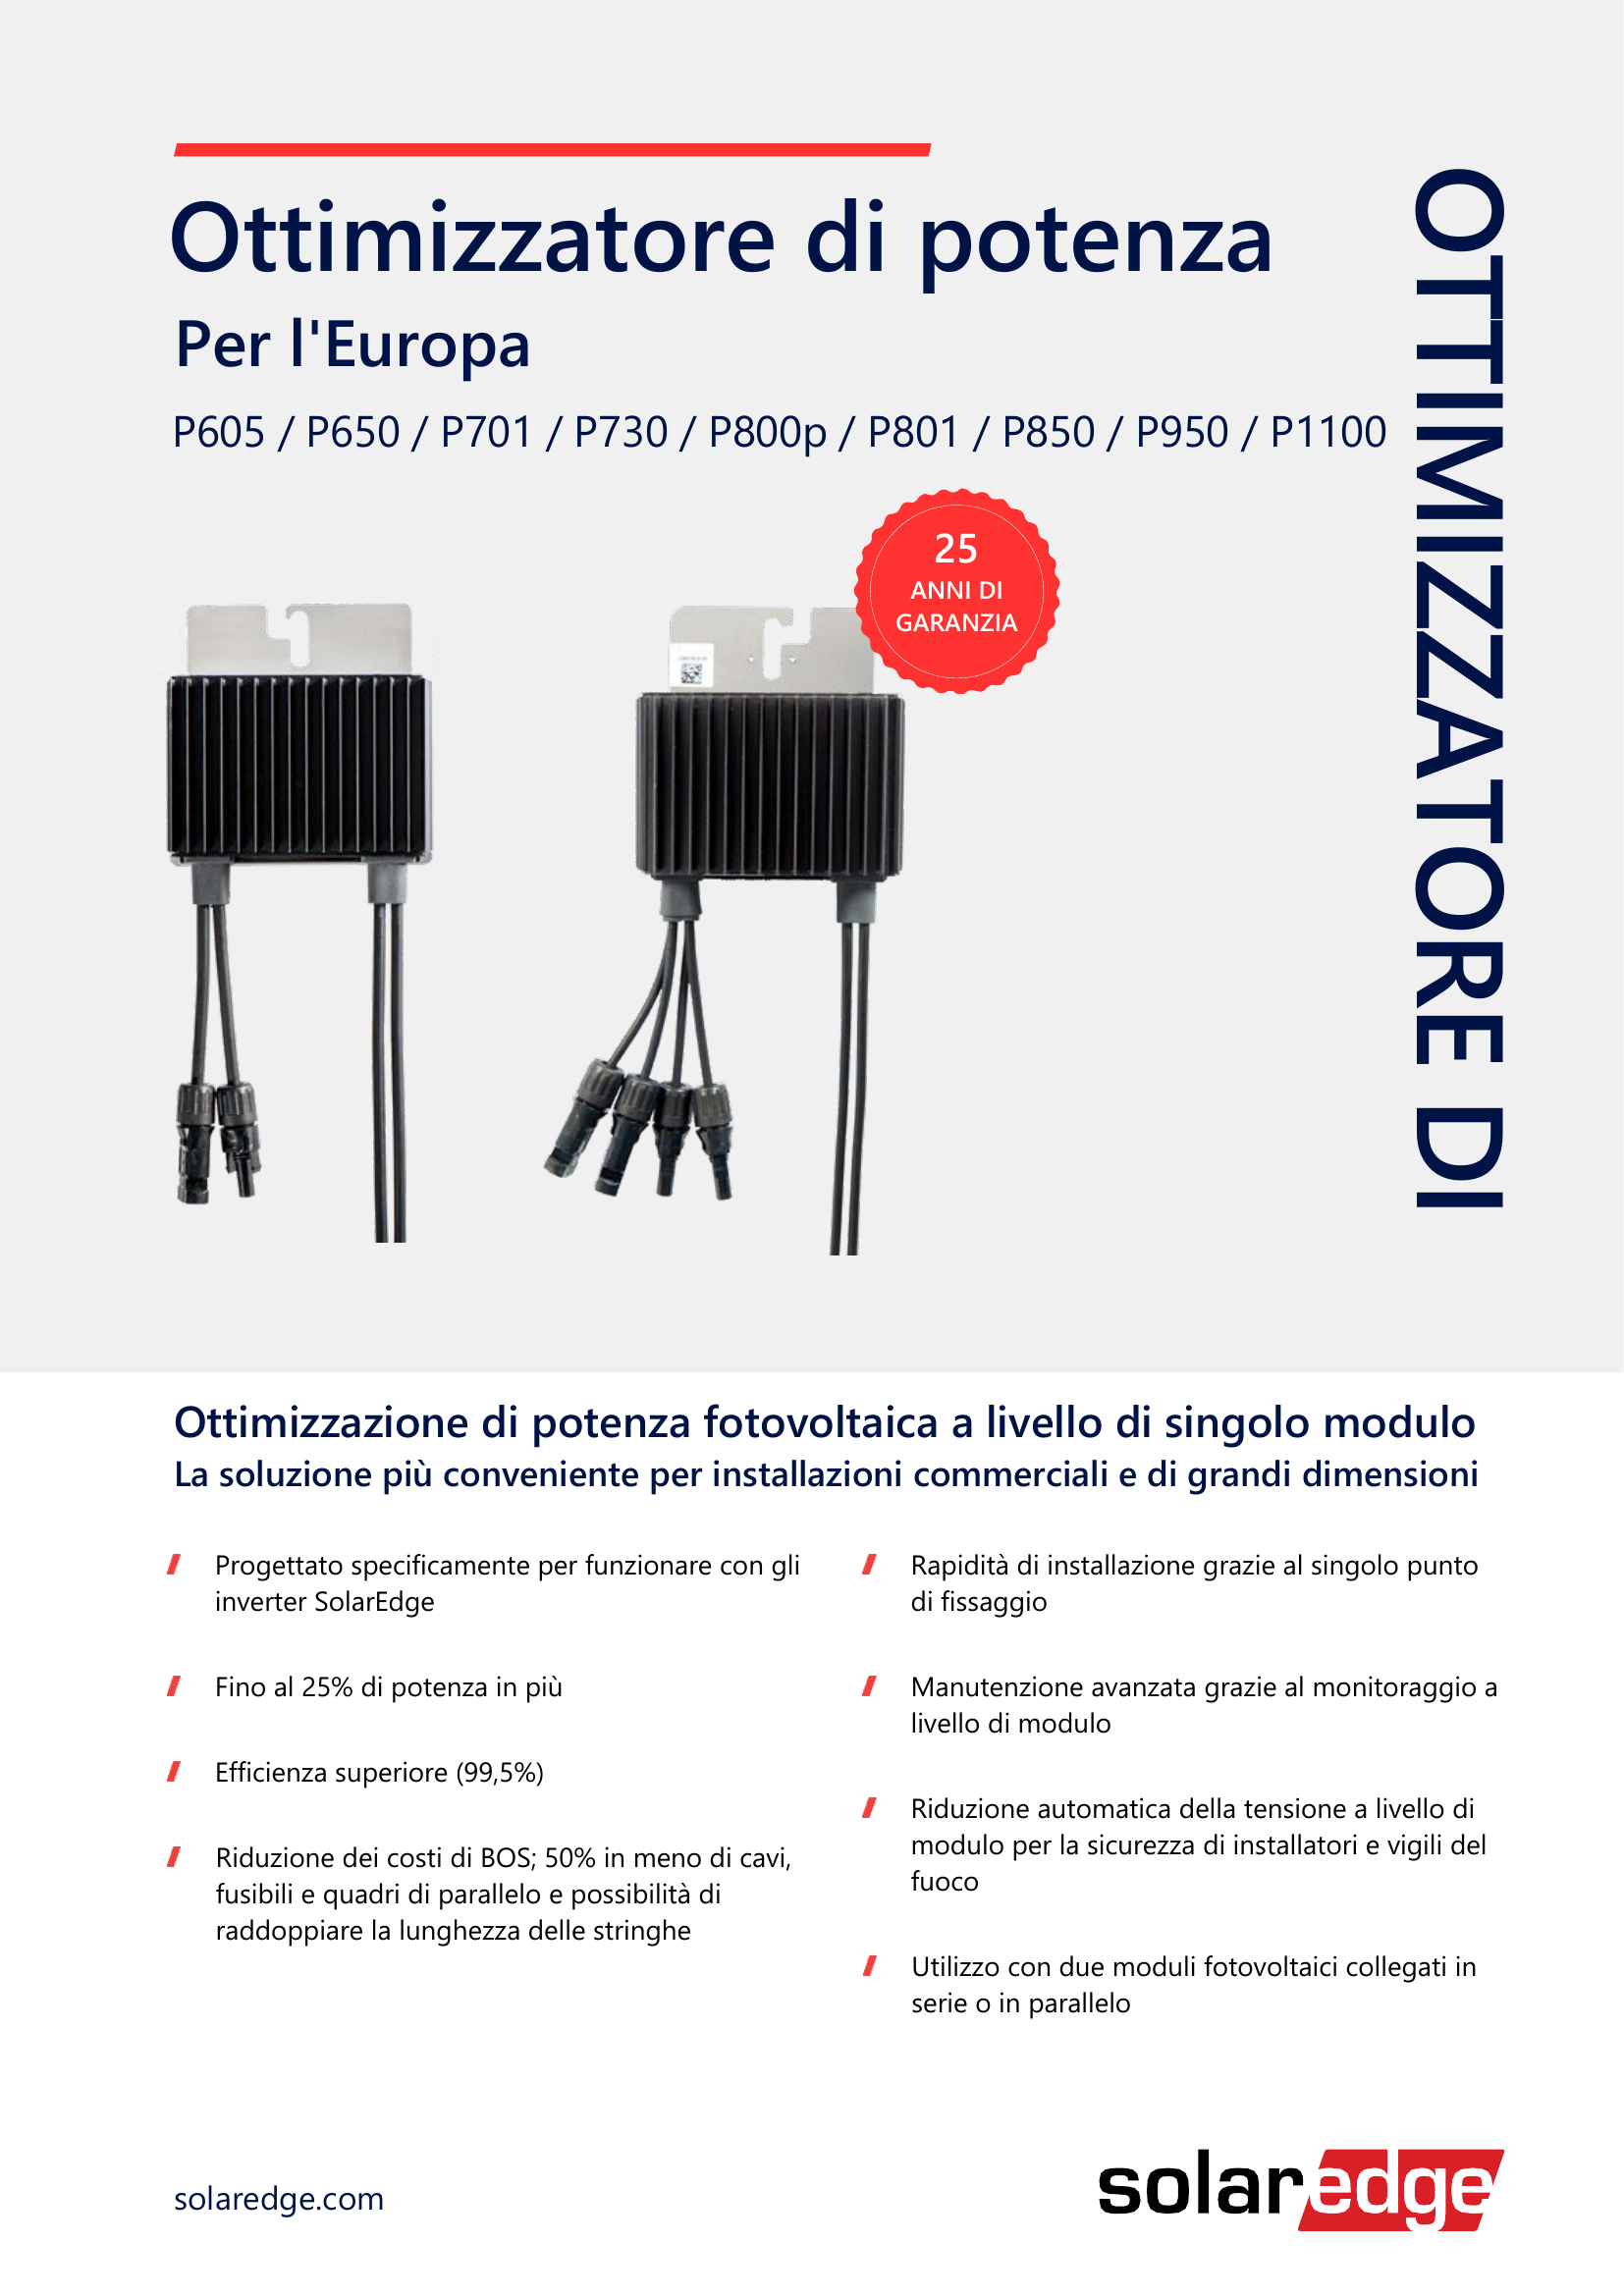 Ottimizzatore di potenza
Per l'Europa
P605 / P650 / P701 / P730 / P800p / P801 / P850 / P950 / P1100
OTTIMIZZATORE DI
25
ANNI DI
GARANZIA
Ottimizzazione di potenza fotovoltaica a livello di singolo modulo
La soluzione più conveniente per installazioni commerciali e di grandi dimensioni
Progettato specificamente per funzionare con gli
inverter SolarEdge
Fino al 25% di potenza in più
Efficienza superiore (99,5%)
Riduzione dei costi di BOS; 50% in meno di cavi,
fusibili e quadri di parallelo e possibilità di
raddoppiare la lunghezza delle stringhe
Rapidità di installazione grazie al singolo punto
di fissaggio
Manutenzione avanzata grazie al monitoraggio a
livello di modulo
Riduzione automatica della tensione a livello di
modulo per la sicurezza di installatori e vigili del
fuoco
Utilizzo con due moduli fotovoltaici collegati in
serie o in parallelo
solaredge.com
solaredge